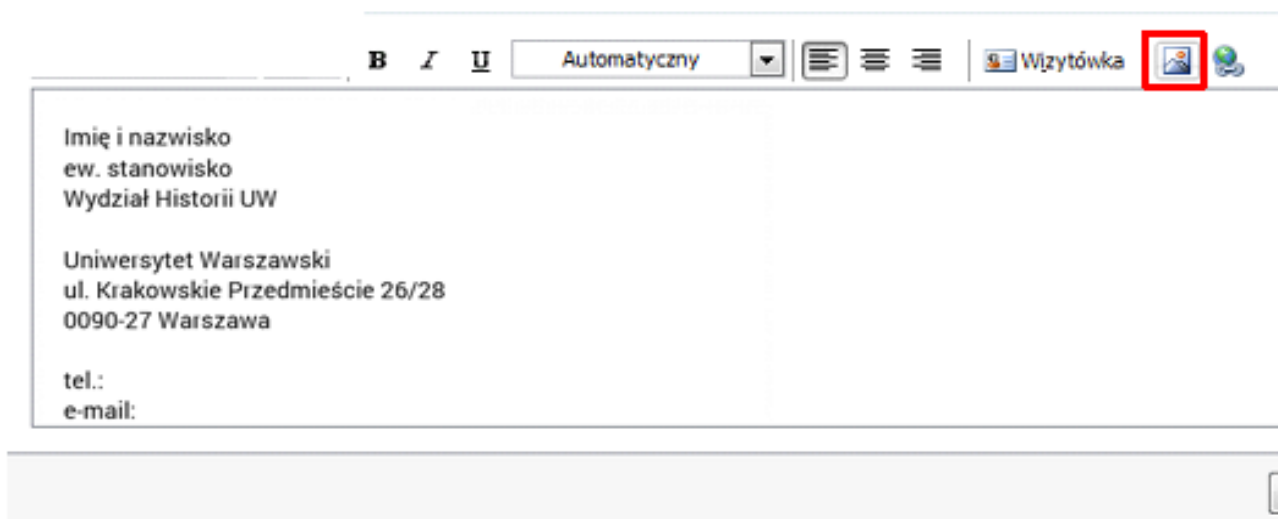 B I U Automatyczny Wizytówka
Imię i nazwisko
ew. stanowisko
Wydział Historii UW
Uniwersytet Warszawski
ul. Krakowskie Przedmieście 26/28
0090-27 Warszawa
tel.:
e-mail: